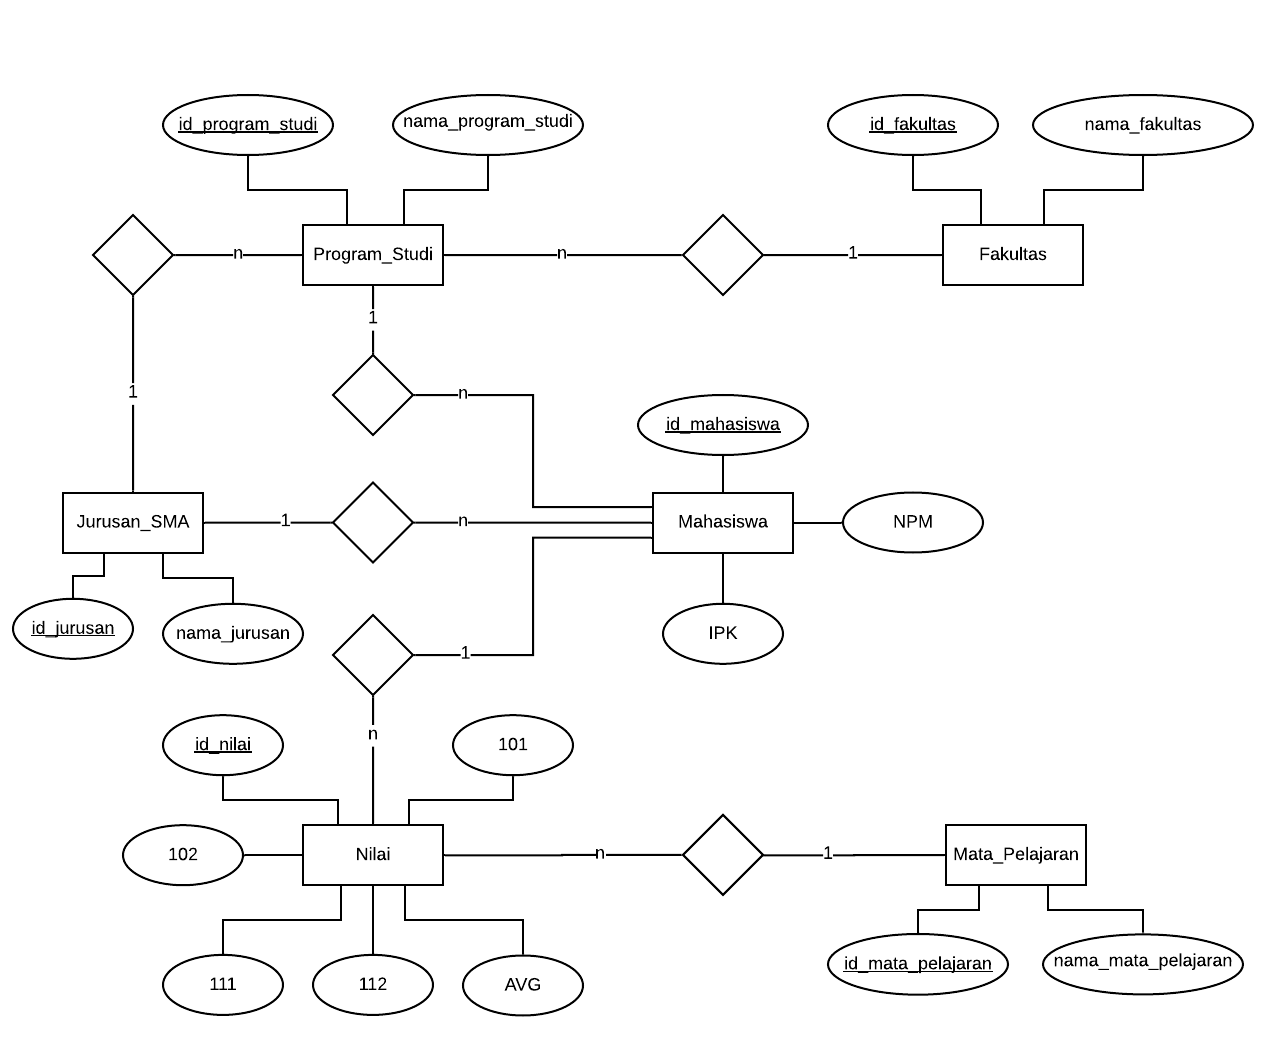 id_program_studi
nama_program_studi
id_fakultas
nama_fakultas
n
Program_Studi
n
1
Fakultas
1
1
n
id_mahasiswa
Jurusan_SMA
1
n
Mahasiswa
NPM
id_jurusan
nama_jurusan
1
IPK
n
id_nilai
101
102
Nilai
n
1
Mata_Pelajaran
111
112
AVG
id_mata_pelajaran
nama_mata_pelajaran